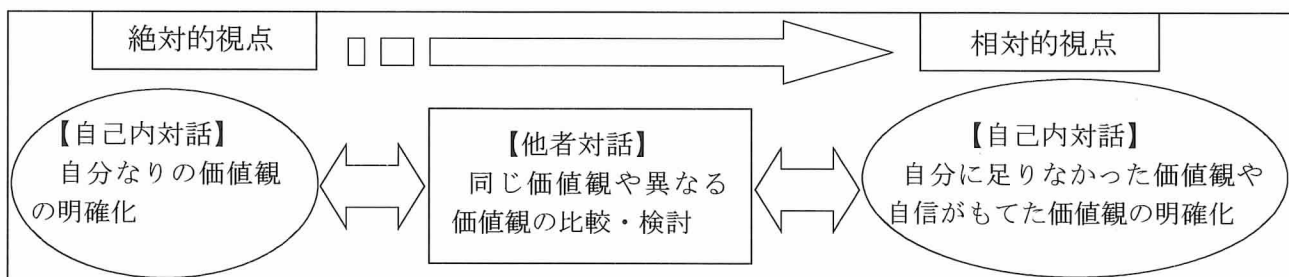 絶対的視点
相対的視点
【自己内対話】
自分なりの価値観
の明確化
【他者対話】
同じ価値観や異なる
価値観の比較・検討
【自己内対話】
自分に足りなかった価値観や
自信がもてた価値観の明確化